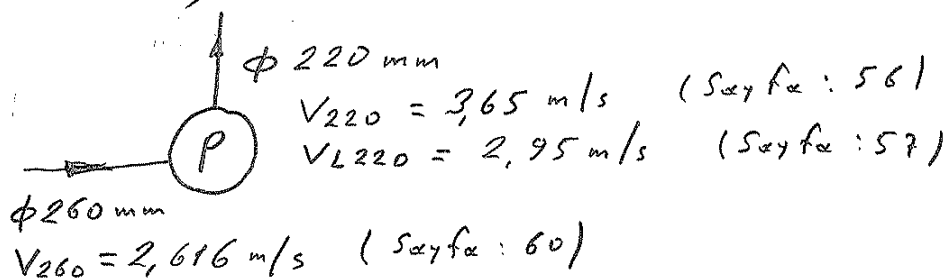 ϕ 220 mm
V220 = 3,65 m/s (Sayfa : 56)
P
VL220 = 2,95 m/s (Sayfa : 57)
ϕ260 mm
V260 = 2,616 m/s (Sayfa : 60)